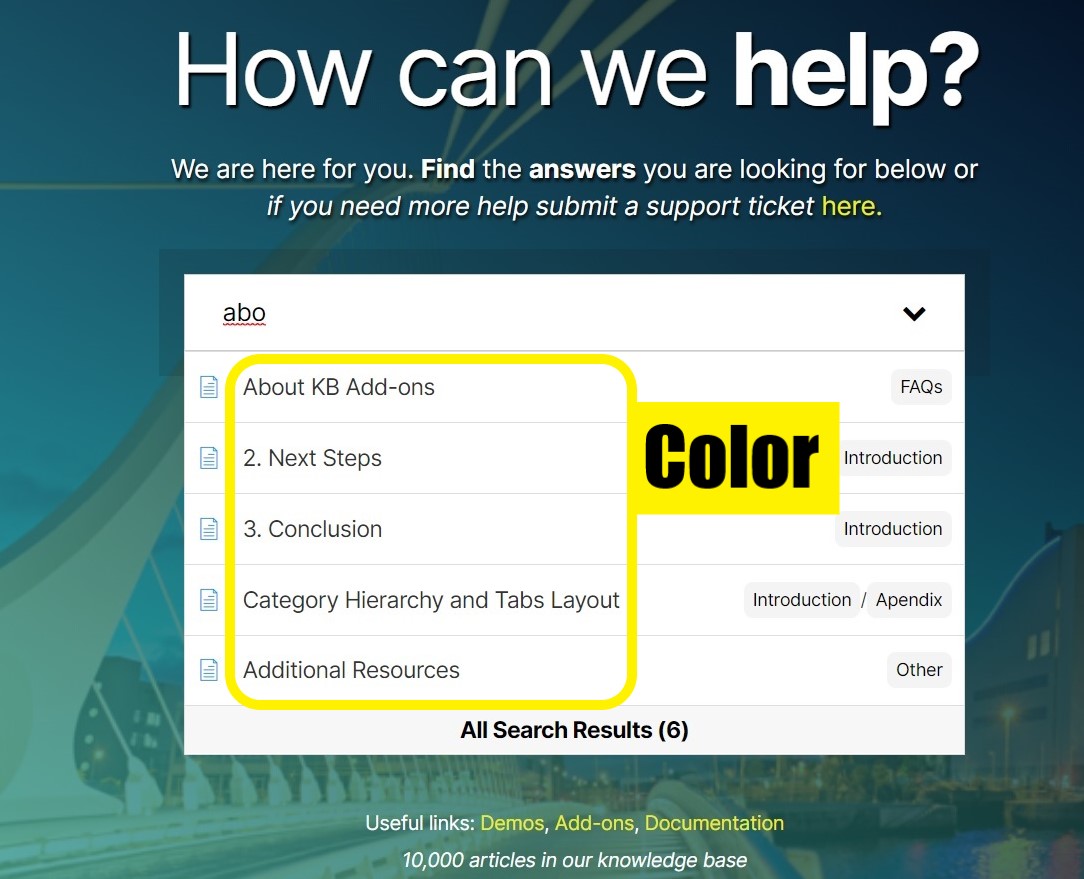 How can we help?
We are here for you. Find the answers you are looking for below or
if you need more help submit a support ticket here.
abo
About KB Add-ons FAQs
2. Next Steps Introduction
Color
3. Conclusion Introduction
Category Hierarchy and Tabs Layout Introduction / Apendix
Additional Resources Other
All Search Results (6)
Useful links: Demos, Add-ons, Documentation
10,000 articles in our knowledge base